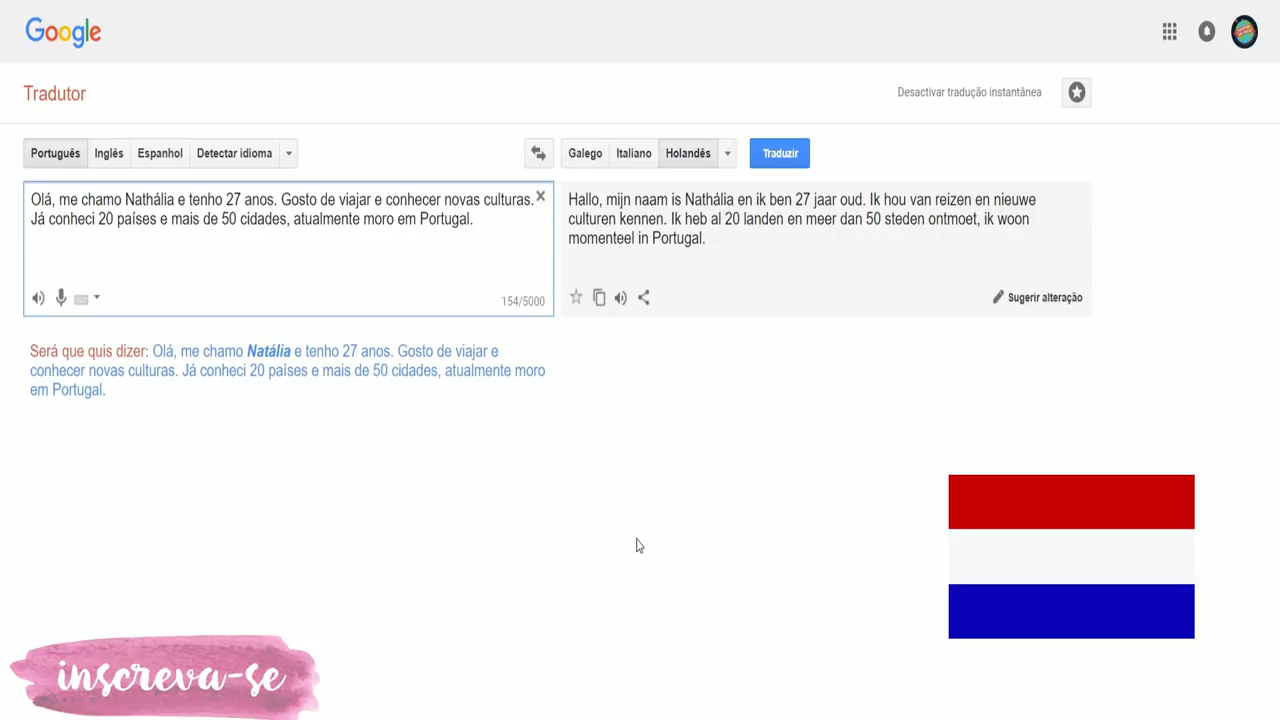 Google
Tradutor
Desactivar tradução instantânea
Português Inglês Espanhol Detectar idioma
Galego Italiano Holandês Traduzir
Olá, me chamo Nathália e tenho 27 anos. Gosto de viajar e conhecer novas culturas.
Já conheci 20 países e mais de 50 cidades, atualmente moro em Portugal.
154/5000
Hallo, mijn naam is Nathália en ik ben 27 jaar oud. Ik hou van reizen en nieuwe
culturen kennen. Ik heb al 20 landen en meer dan 50 steden ontmoet, ik woon
momenteel in Portugal.
Sugerir alteração
Será que quis dizer: Olá, me chamo Natália e tenho 27 anos. Gosto de viajar e
conhecer novas culturas. Já conheci 20 países e mais de 50 cidades, atualmente moro
em Portugal.
inscreva-se